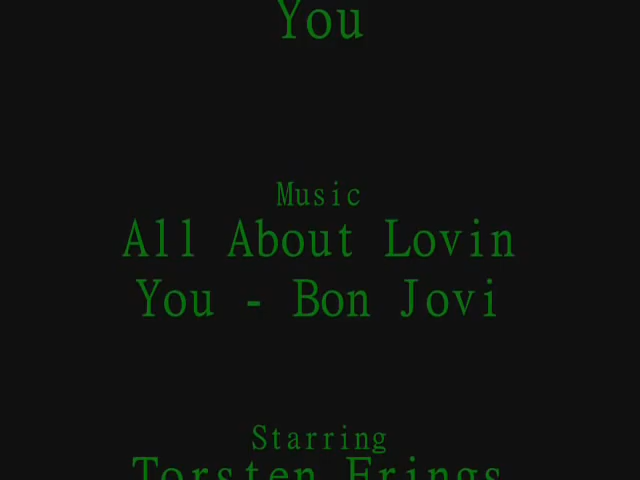 You
Music
All About Lovin
You - Bon Jovi
Starring
Torsten Frings